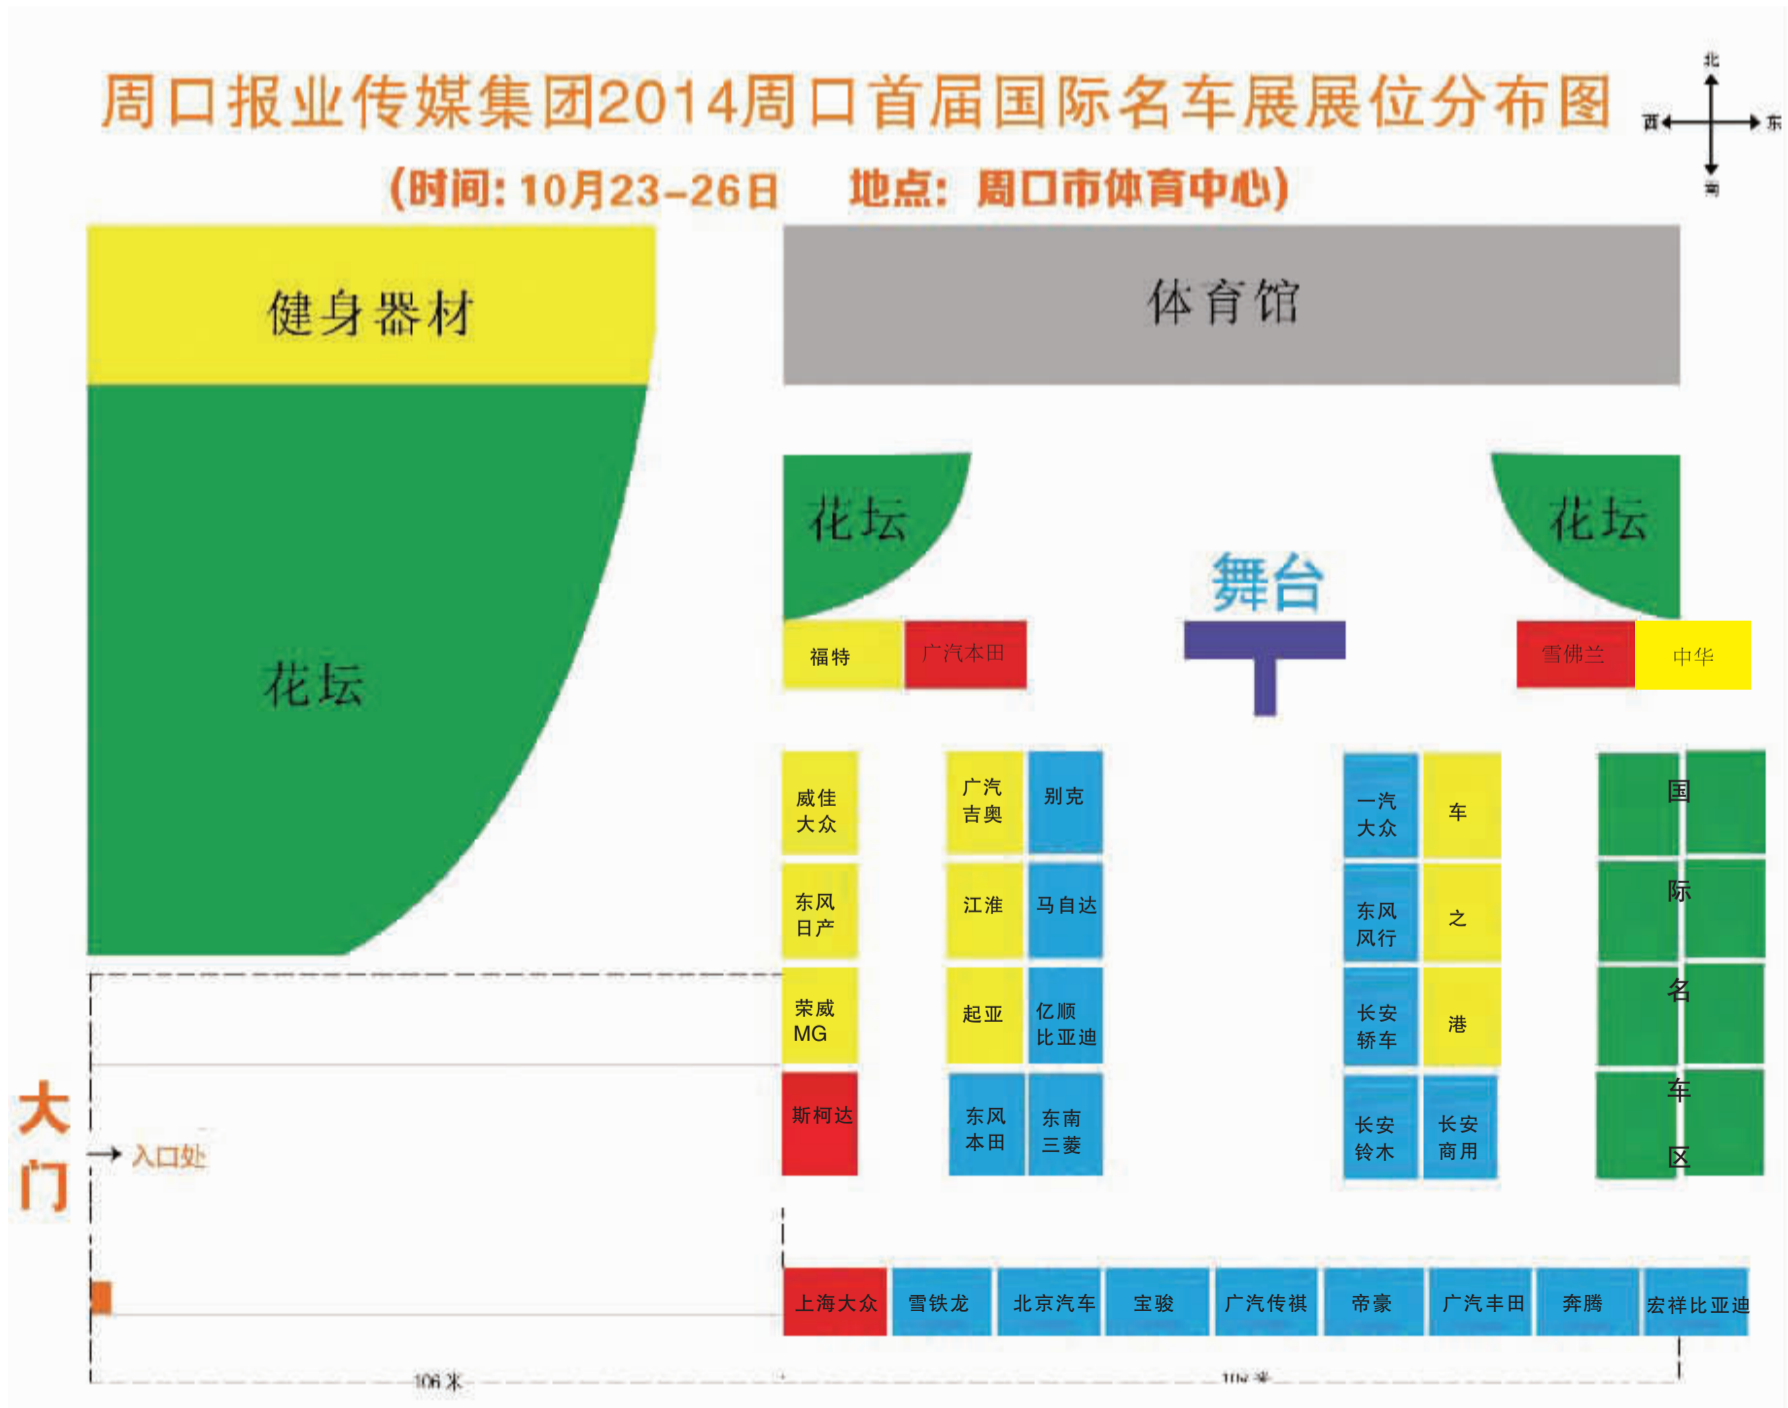 周口报业传媒集团2014周口首届国际名车展展位分布图
(时间: 10月23-26日 地点: 周口市体育中心)
北
西
东
南
健身器材
体育馆
花坛
花坛
花坛
舞台
福特
广汽本田
雪佛兰
中华
威佳
大众
广汽
吉奥
别克
一汽
大众
车
国
东风
日产
江淮
马自达
东风
风行
之
际
荣威
MG
起亚
亿顺
比亚迪
长安
轿车
港
名
斯柯达
东风
本田
东南
三菱
长安
铃木
长安
商用
车
区
大
门
入口处
上海大众
雪铁龙
北京汽车
宝骏
广汽传祺
帝豪
广汽丰田
奔腾
宏祥比亚迪
106 米